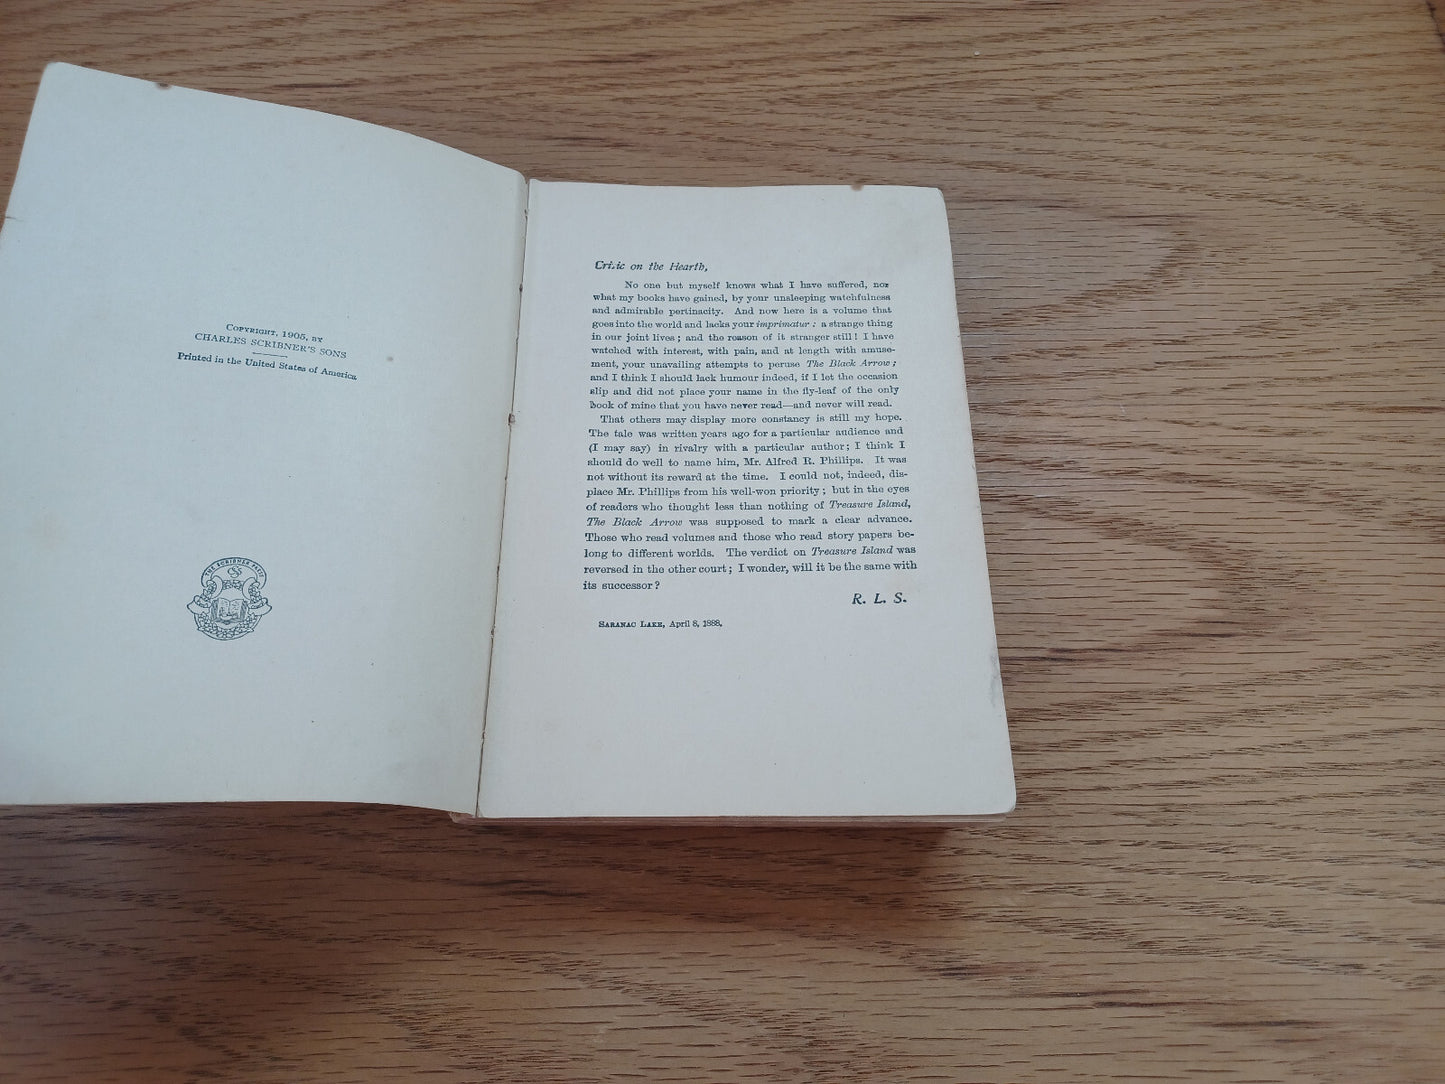 COPYRIGHT, 1905, BY
CHARLES SCRIBNER'S SONS
Printed in the United States of America
THE SCRIBNER PRESS
Critic on the Hearth,
No one but myself knows what I have suffered, nor
what my books have gained, by your unsleeping watchfulness
and admirable pertinacity. And now here is a volume that
goes into the world and lacks your imprimatur: a strange thing
in our joint lives; and the reason of it stranger still! I have
watched with interest, with pain, and at length with amuse-
ment, your unavailing attempts to peruse The Black Arrow;
and I think I should lack humour indeed, if I let the occasion
slip and did not place your name in the fly-leaf of the only
book of mine that you have never read—and never will read.
That others may display more constancy is still my hope.
The tale was written years ago for a particular audience and
(I may say) in rivalry with a particular author; I think I
should do well to name him, Mr. Alfred R. Phillips. It was
not without its reward at the time. I could not, indeed, dis-
place Mr. Phillips from his well-won priority; but in the eyes
of readers who thought less than nothing of Treasure Island,
The Black Arrow was supposed to mark a clear advance.
Those who read volumes and those who read story papers be-
long to different worlds. The verdict on Treasure Island was
reversed in the other court; I wonder, will it be the same with
its successor?
R. L. S.
SARANAC LAKE, April 8, 1888.